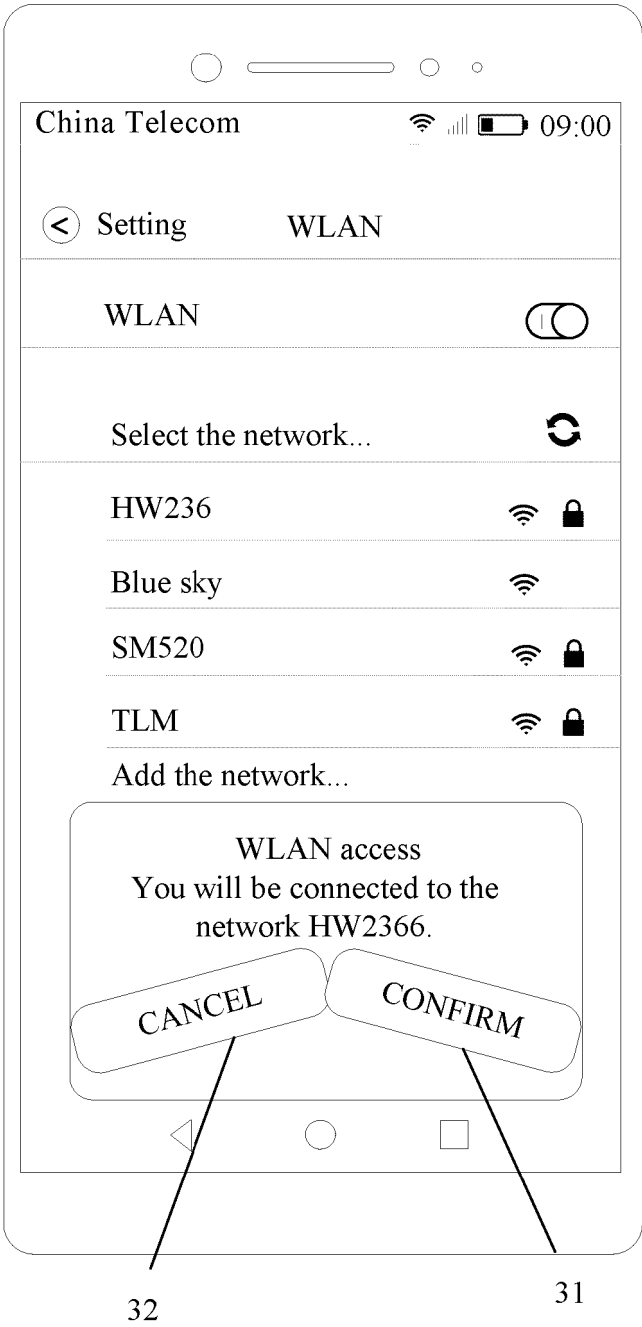 China Telecom 09:00
< Setting WLAN
WLAN
Select the network...
HW236
Blue sky
SM520
TLM
Add the network...
WLAN access
You will be connected to the
network HW2366.
CANCEL CONFIRM
31
32